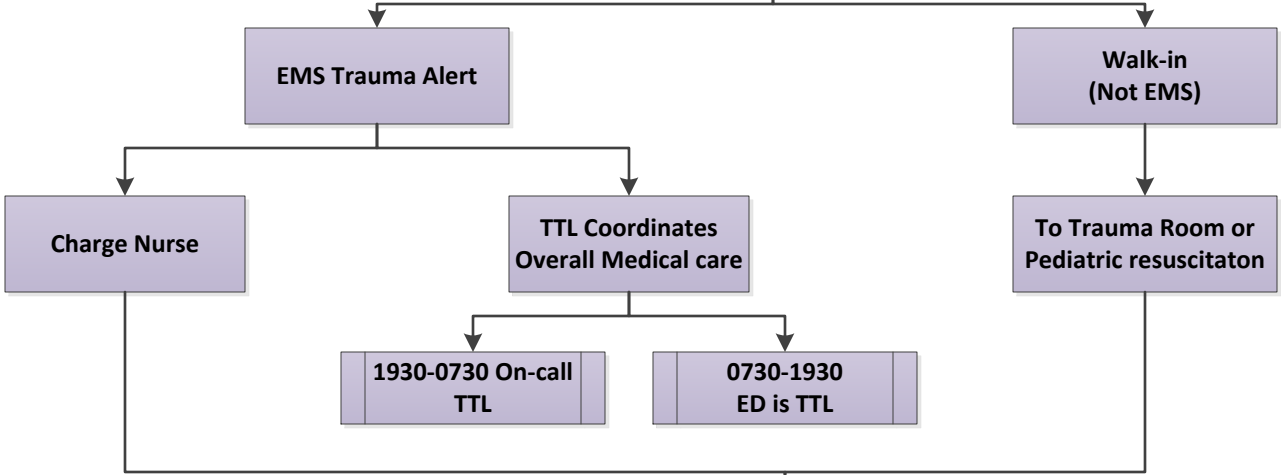 EMS Trauma Alert
Walk-in
(Not EMS)
Charge Nurse
TTL Coordinates
Overall Medical care
To Trauma Room or
Pediatric resuscitaton
1930-0730 On-call
TTL
0730-1930
ED is TTL